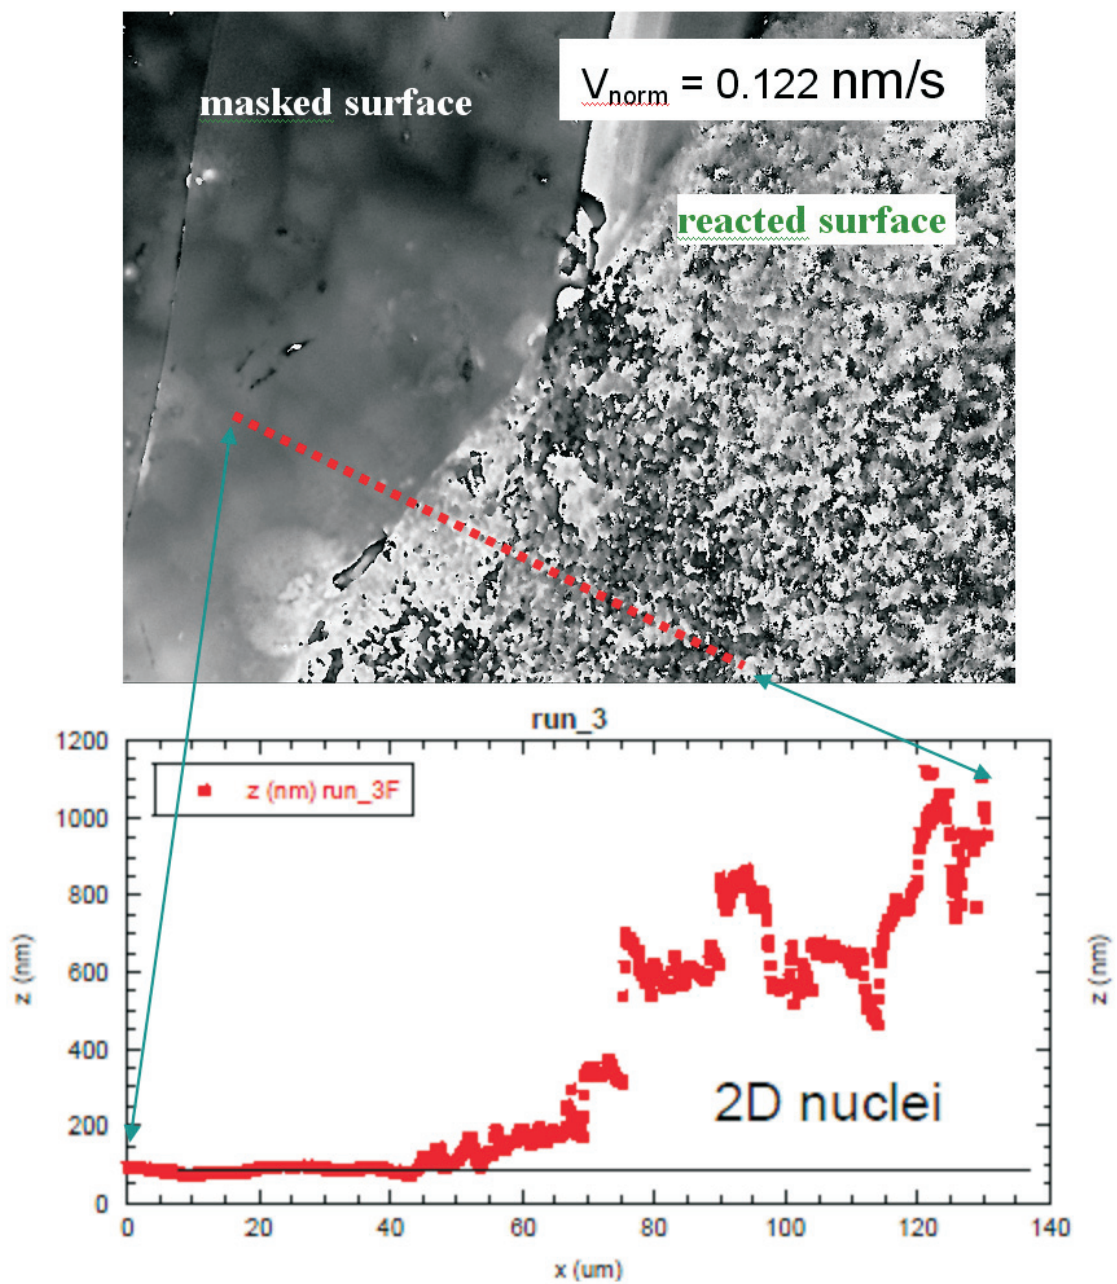 V_norm = 0.122 nm/s
masked surface
reacted surface
run_3
z (nm) run_3F
1200
1000
800
600
400
200
0
z (nm)
z (nm)
2D nuclei
0 20 40 60 80 100 120 140
x (um)